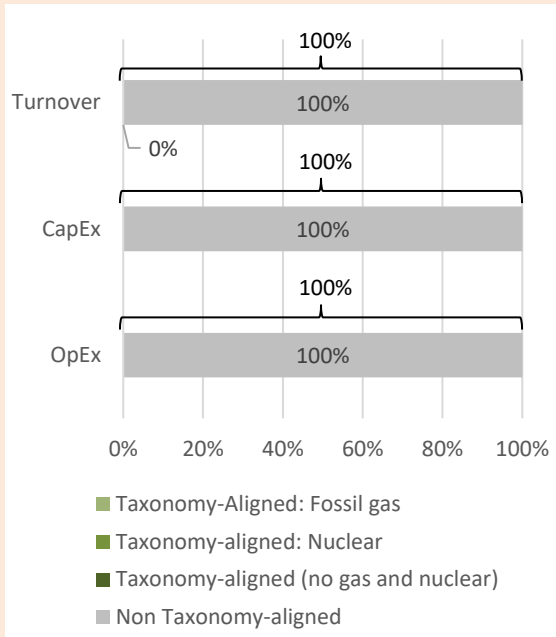 100%
Turnover
100%
0%
100%
CapEx
100%
100%
OpEx
100%
0% 20% 40% 60% 80% 100%
Taxonomy-Aligned: Fossil gas
Taxonomy-aligned: Nuclear
Taxonomy-aligned (no gas and nuclear)
Non Taxonomy-aligned